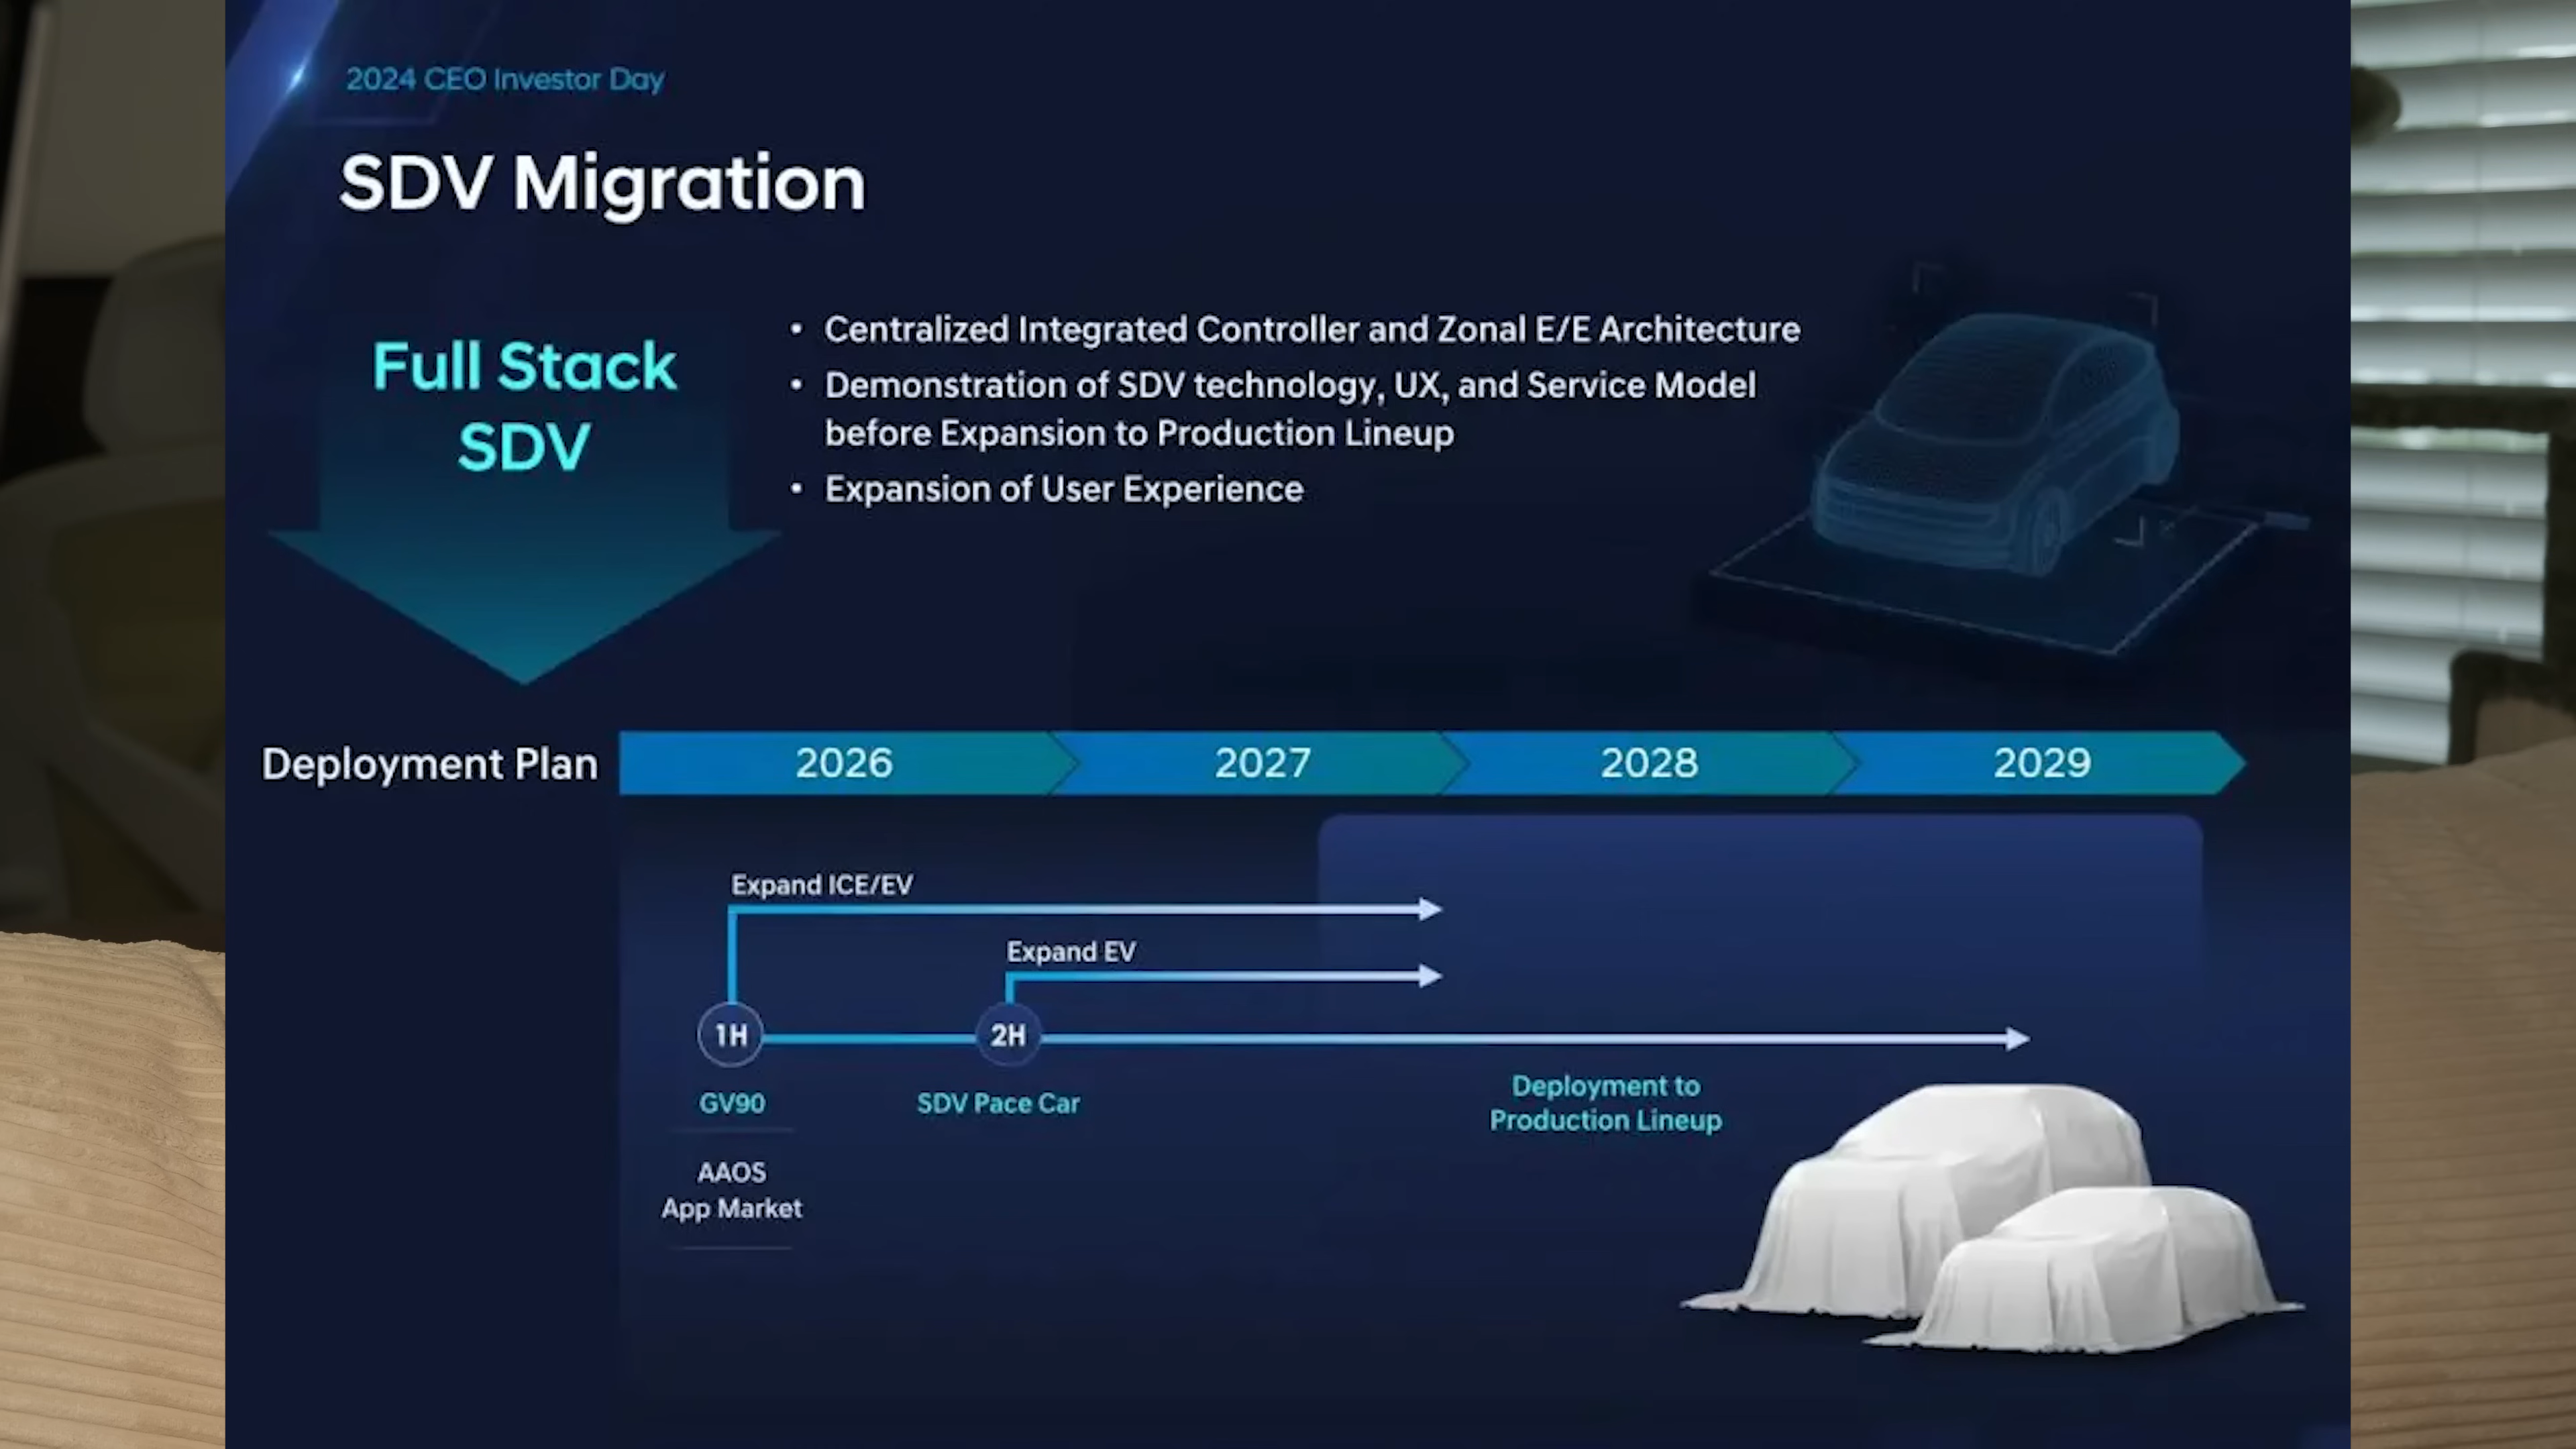 2024 CEO Investor Day
SDV Migration
Full Stack
SDV
• Centralized Integrated Controller and Zonal E/E Architecture
• Demonstration of SDV technology, UX, and Service Model
before Expansion to Production Lineup
• Expansion of User Experience
Deployment Plan
2026
2027
2028
2029
Expand ICE/EV
Expand EV
1H
2H
GV90
SDV Pace Car
Deployment to
Production Lineup
AAOS
App Market